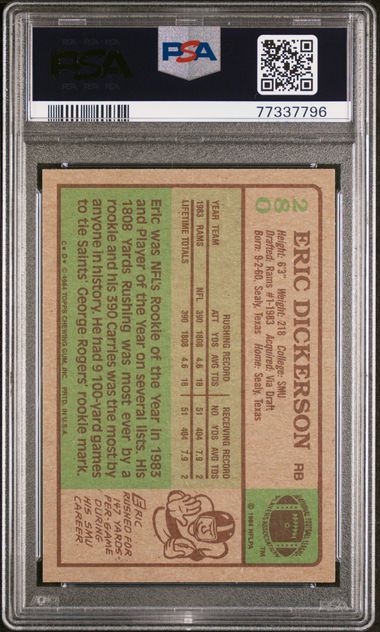 PSA
PSA
77337796
280
ERIC DICKERSON RB
Height: 6'3" Weight: 218 College: SMU
Drafted: Rams #1-1983 Acquired: Via Draft
Born: 9-2-60, Sealy, Texas Home: Sealy, Texas
© 1984 NFLPA TM
RUSHING RECORD RECEIVING RECORD
YEAR TEAM ATT YDS AVG TDS NO YDS AVG TDS
1983 RAMS NFL 390 1808 4.6 18 51 404 7.9 2
LIFETIME TOTALS 390 1808 4.6 18 51 404 7.9 2
Eric was NFL's Rookie of the Year in 1983
and Player of the Year on several lists. His
1808 Yards Rushing was most ever by a
rookie and his 390 carries was the most by
anyone in history. He had 9 100-yard games
to tie Saints' George Rogers' rookie mark.
ERIC
RUSHED FOR
147 YARDS
PER-GAME
DURING
HIS SMU
CAREER.
© 1984 TOPPS CHEWING GUM, INC. PRTD. IN U.S.A.